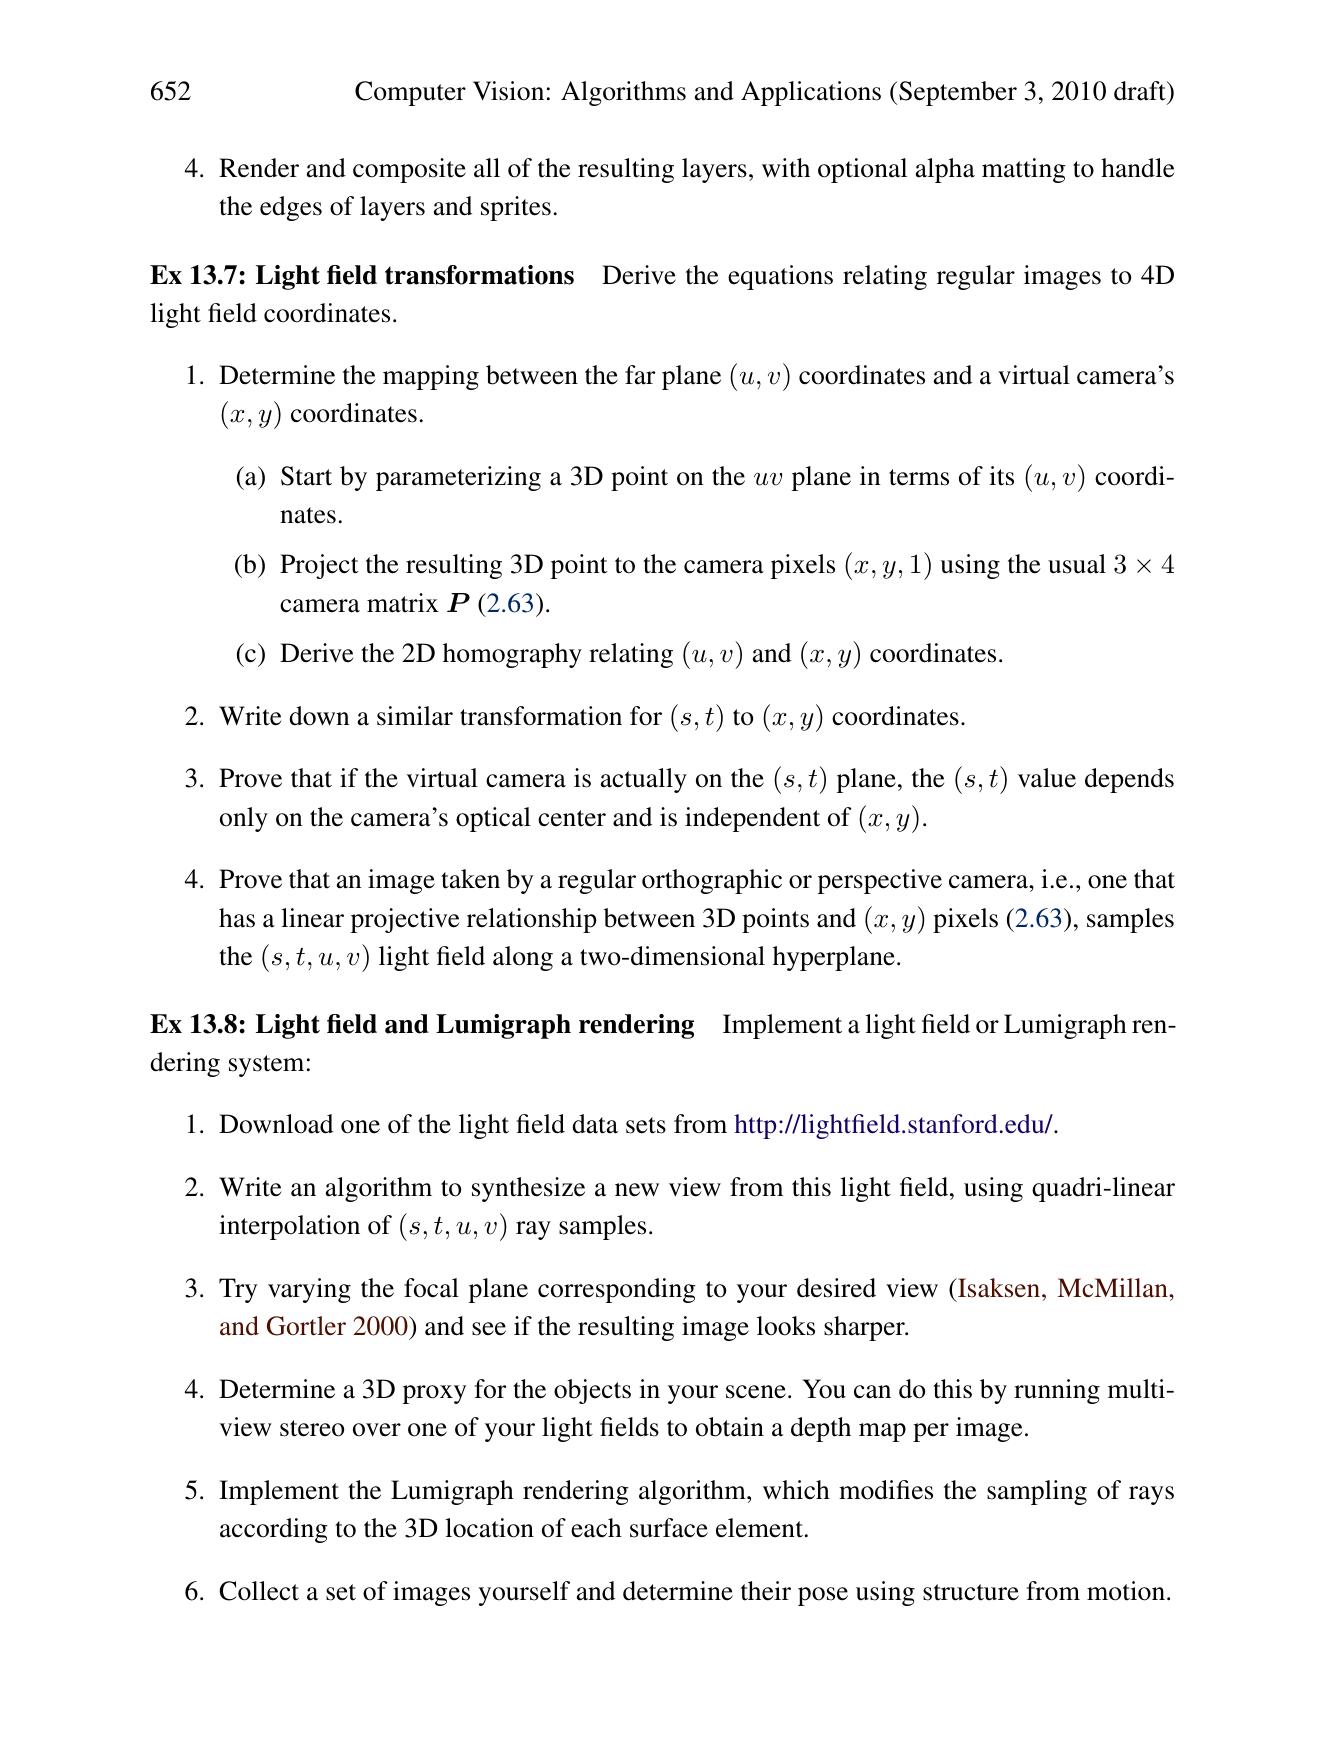 652 Computer Vision: Algorithms and Applications (September 3, 2010 draft)
4. Render and composite all of the resulting layers, with optional alpha matting to handle
the edges of layers and sprites.
Ex 13.7: Light field transformations Derive the equations relating regular images to 4D
light field coordinates.
1. Determine the mapping between the far plane (u, v) coordinates and a virtual camera’s
(x, y) coordinates.
(a) Start by parameterizing a 3D point on the uv plane in terms of its (u, v) coordi-
nates.
(b) Project the resulting 3D point to the camera pixels (x, y, 1) using the usual 3 × 4
camera matrix P (2.63).
(c) Derive the 2D homography relating (u, v) and (x, y) coordinates.
2. Write down a similar transformation for (s, t) to (x, y) coordinates.
3. Prove that if the virtual camera is actually on the (s, t) plane, the (s, t) value depends
only on the camera’s optical center and is independent of (x, y).
4. Prove that an image taken by a regular orthographic or perspective camera, i.e., one that
has a linear projective relationship between 3D points and (x, y) pixels (2.63), samples
the (s, t, u, v) light field along a two-dimensional hyperplane.
Ex 13.8: Light field and Lumigraph rendering Implement a light field or Lumigraph ren-
dering system:
1. Download one of the light field data sets from http://lightfield.stanford.edu/.
2. Write an algorithm to synthesize a new view from this light field, using quadri-linear
interpolation of (s, t, u, v) ray samples.
3. Try varying the focal plane corresponding to your desired view (Isaksen, McMillan,
and Gortler 2000) and see if the resulting image looks sharper.
4. Determine a 3D proxy for the objects in your scene. You can do this by running multi-
view stereo over one of your light fields to obtain a depth map per image.
5. Implement the Lumigraph rendering algorithm, which modifies the sampling of rays
according to the 3D location of each surface element.
6. Collect a set of images yourself and determine their pose using structure from motion.